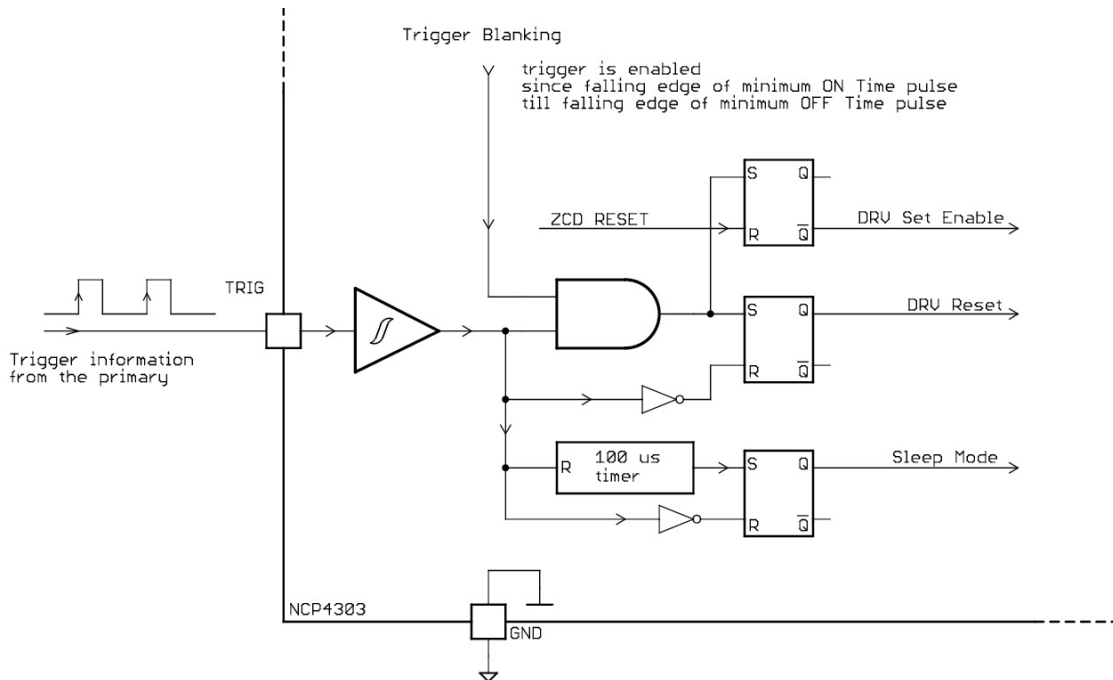 Trigger Blanking
trigger is enabled
since falling edge of minimum ON Time pulse
till falling edge of minimum OFF Time pulse
S Q
ZCD RESET
R Q
DRV Set Enable
TRIG
S Q
DRV Reset
R Q
Trigger information
from the primary
R
100 us
timer
S Q
Sleep Mode
R Q
NCP4303
GND